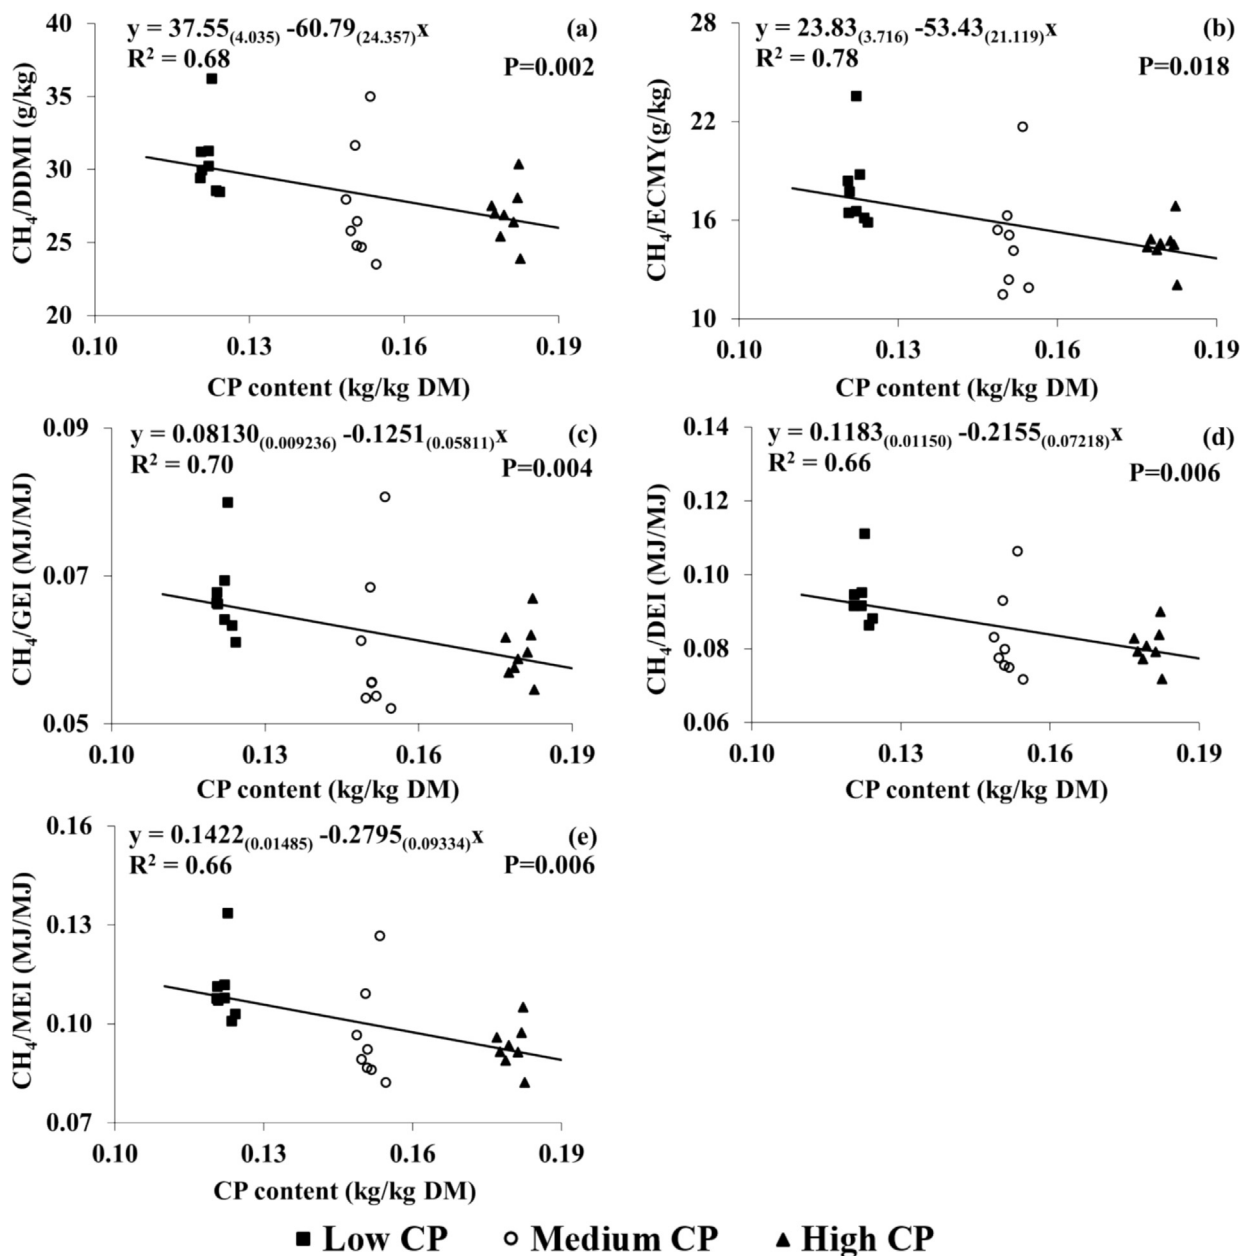 y = 37.55(4.035) -60.79(24.357)x
(a)
R² = 0.68
P=0.002
CH₄/DDMI (g/kg)
40
35
30
25
20
0.10 0.13 0.16 0.19
CP content (kg/kg DM)
y = 23.83(3.716) -53.43(21.119)x
(b)
R² = 0.78
P=0.018
CH₄/ECMY(g/kg)
28
22
16
10
0.10 0.13 0.16 0.19
CP content (kg/kg DM)
y = 0.08130(0.009236) -0.1251(0.05811)x
(c)
R² = 0.70
P=0.004
CH₄/GEI (MJ/MJ)
0.09
0.07
0.05
0.10 0.13 0.16 0.19
CP content (kg/kg DM)
y = 0.1183(0.01150) -0.2155(0.07218)x
(d)
R² = 0.66
P=0.006
CH₄/DEI (MJ/MJ)
0.14
0.12
0.10
0.08
0.06
0.10 0.13 0.16 0.19
CP content (kg/kg DM)
y = 0.1422(0.01485) -0.2795(0.09334)x
(e)
R² = 0.66
P=0.006
CH₄/MEI (MJ/MJ)
0.16
0.13
0.10
0.07
0.10 0.13 0.16 0.19
CP content (kg/kg DM)
Low CP Medium CP High CP